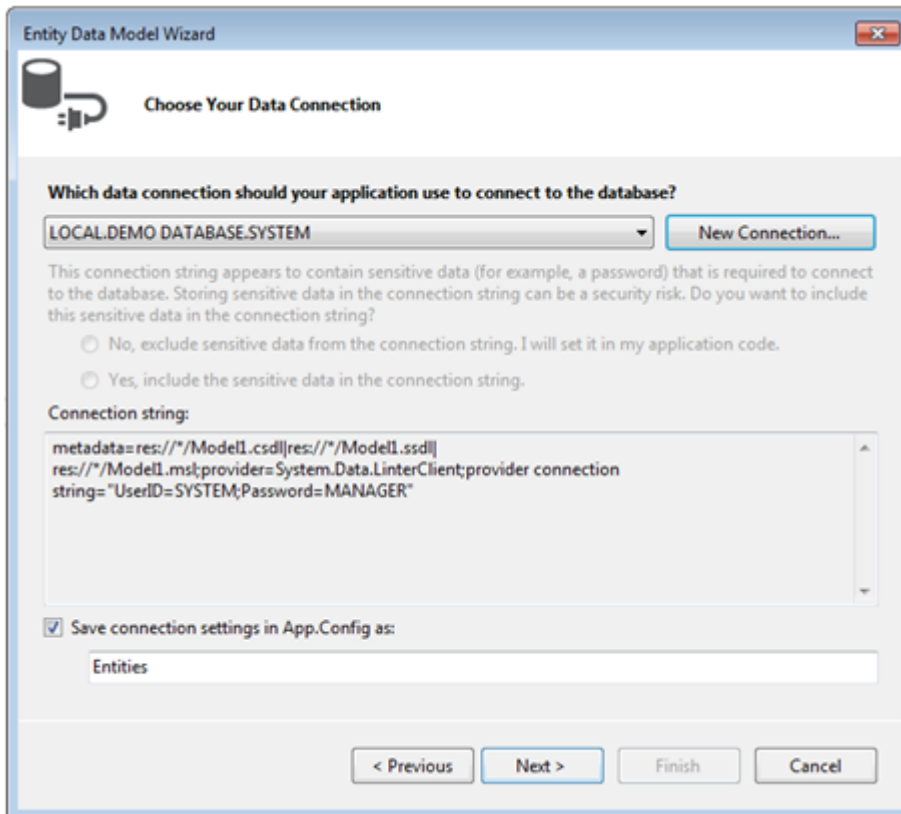 Entity Data Model Wizard
Choose Your Data Connection
Which data connection should your application use to connect to the database?
LOCAL.DEMO DATABASE.SYSTEM
New Connection...
This connection string appears to contain sensitive data (for example, a password) that is required to connect
to the database. Storing sensitive data in the connection string can be a security risk. Do you want to include
this sensitive data in the connection string?
No, exclude sensitive data from the connection string. I will set it in my application code.
Yes, include the sensitive data in the connection string.
Connection string:
metadata=res://*/Model1.csdl|res://*/Model1.ssdl|
res://*/Model1.msl;provider=System.Data.LinterClient;provider connection
string="UserID=SYSTEM;Password=MANAGER"
Save connection settings in App.Config as:
Entities
< Previous
Next >
Finish
Cancel